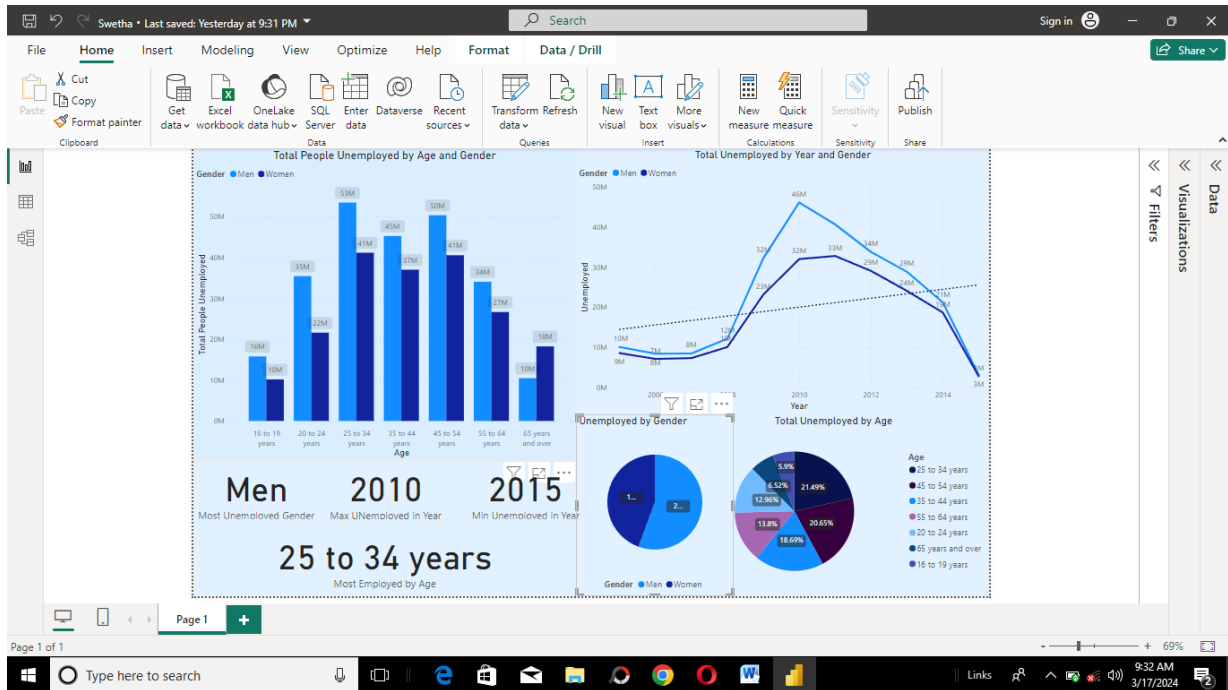 Swetha • Last saved: Yesterday at 9:31 PM
Search
Sign in
File Home Insert Modeling View Optimize Help Format Data / Drill
Share
Paste
Cut
Copy
Format painter
Clipboard
Get data
Excel workbook
OneLake data hub
SQL Server
Enter data
Dataverse
Recent sources
Data
Transform data
Refresh
Queries
New visual
Text box
More visuals
Insert
New measure
Quick measure
Calculations
Sensitivity
Sensitivity
Publish
Share
Total People Unemployed by Age and Gender
Gender Men Women
Total People Unemployed
50M
40M
30M
20M
10M
0M
16M 10M
35M 22M
53M 41M
45M 37M
50M 41M
34M 27M
10M 18M
16 to 19 years
20 to 24 years
25 to 34 years
35 to 44 years
45 to 54 years
55 to 64 years
65 years and over
Age
Total Unemployed by Year and Gender
Gender Men Women
Unemployed
50M
40M
30M
20M
10M
0M
10M
9M
7M
8M
8M
12M
32M
23M
46M
32M
33M
34M
29M
29M
24M
21M
19M
3M
2010 2012 2014
Year
Men
Most Unemployed Gender
2010
Max UNemployed in Year
2015
Min Unemployed in Year
25 to 34 years
Most Employed by Age
Unemployed by Gender
1...
2...
Gender Men Women
Total Unemployed by Age
5.9%
6.52%
12.96%
13.8%
18.69%
20.65%
21.49%
Age
25 to 34 years
45 to 54 years
35 to 44 years
55 to 64 years
20 to 24 years
65 years and over
16 to 19 years
Filters
Visualizations
Data
Page 1
Page 1 of 1
69%
Type here to search
Links
9:32 AM
3/17/2024
2